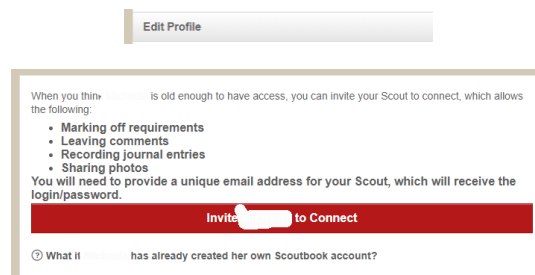 Edit Profile
When you think is old enough to have access, you can invite your Scout to connect, which allows
the following:
• Marking off requirements
• Leaving comments
• Recording journal entries
• Sharing photos
You will need to provide a unique email address for your Scout, which will receive the
login/password.
Invite to Connect
? What if has already created her own Scoutbook account?